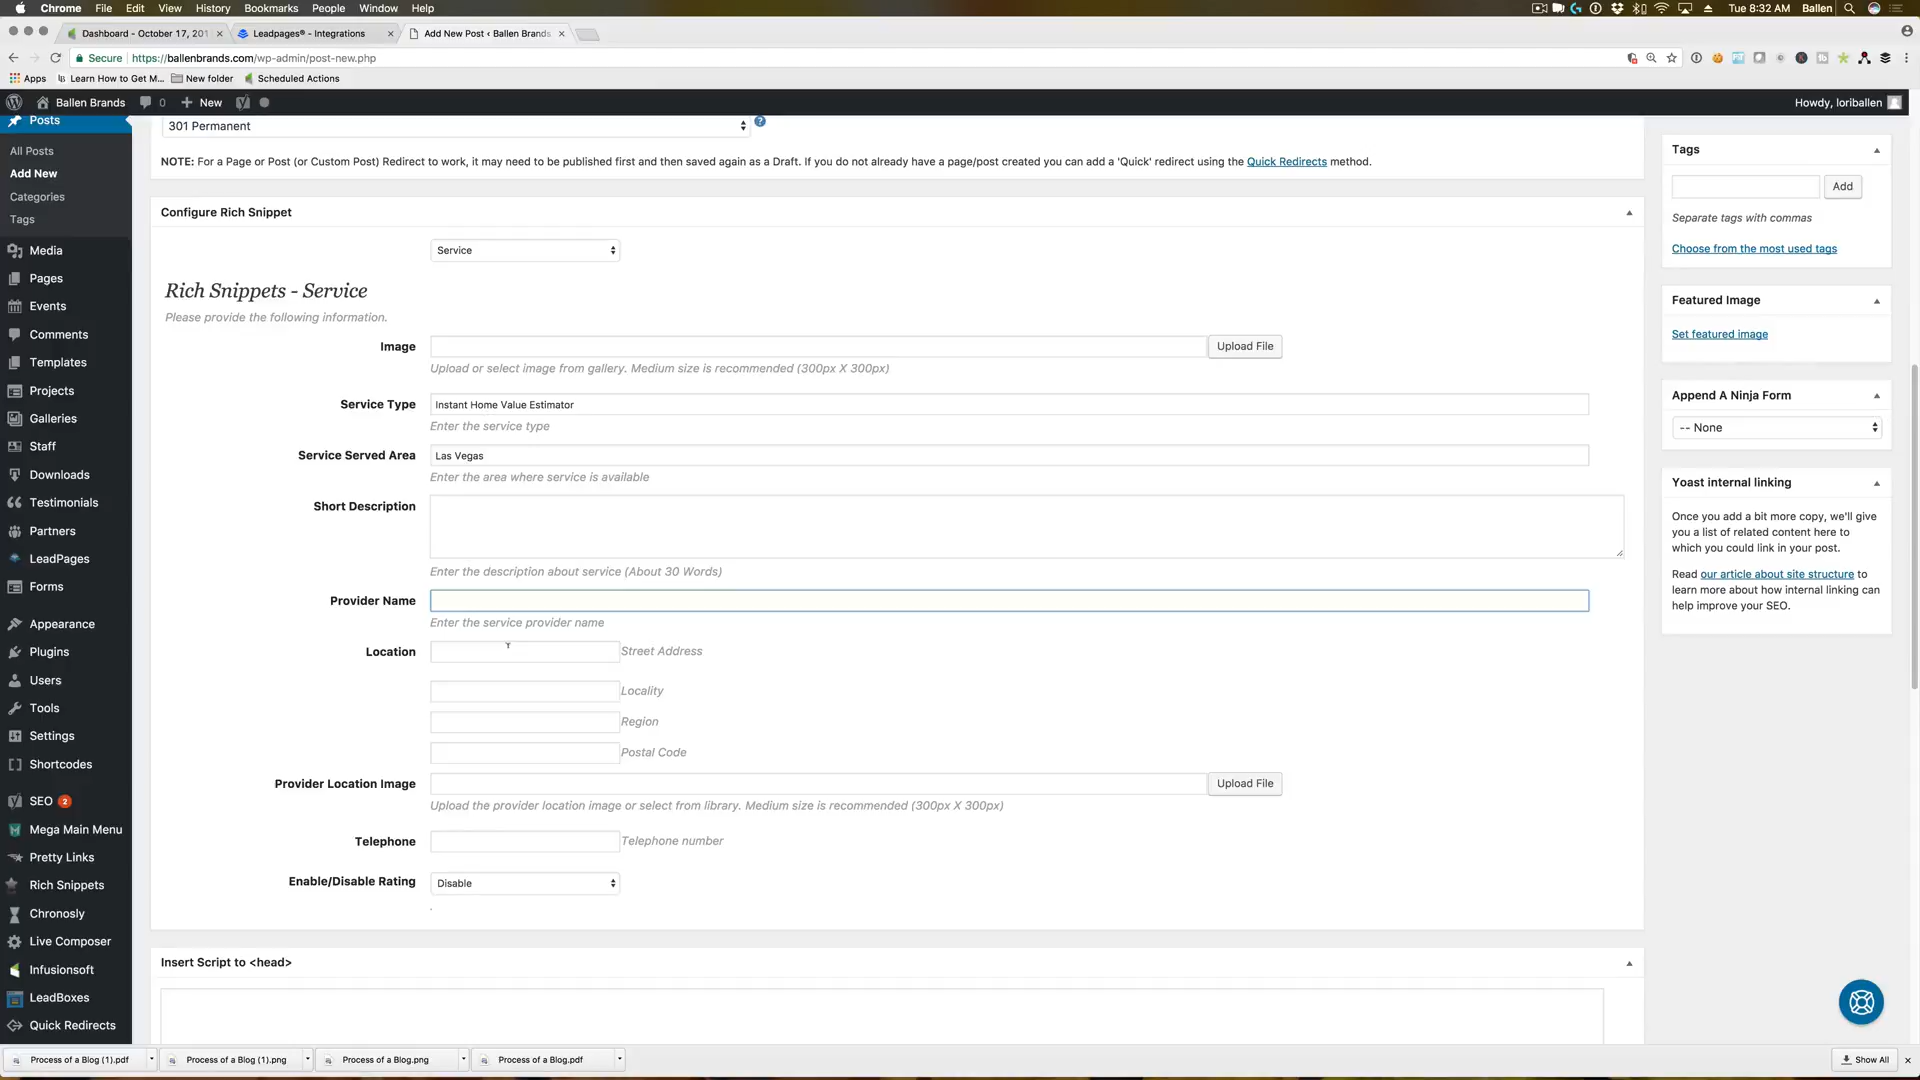 Chrome File Edit View History Bookmarks People Window Help Tue 8:32 AM Ballen
Dashboard - October 17, 201 Leadpages® - Integrations Add New Post ‹ Ballen Brands
Secure https://ballenbrands.com/wp-admin/post-new.php
Apps Learn How to Get M... New folder Scheduled Actions
Ballen Brands 0 New Howdy, loriballen
Posts
All Posts
Add New
Categories
Tags
Media
Pages
Events
Comments
Templates
Projects
Galleries
Staff
Downloads
Testimonials
Partners
LeadPages
Forms
Appearance
Plugins
Users
Tools
Settings
Shortcodes
SEO 2
Mega Main Menu
Pretty Links
Rich Snippets
Chronosly
Live Composer
Infusionsoft
LeadBoxes
Quick Redirects
301 Permanent
NOTE: For a Page or Post (or Custom Post) Redirect to work, it may need to be published first and then saved again as a Draft. If you do not already have a page/post created you can add a 'Quick' redirect using the Quick Redirects method.
Configure Rich Snippet
Service
Rich Snippets - Service
Please provide the following information.
Image Upload File
Upload or select image from gallery. Medium size is recommended (300px X 300px)
Service Type Instant Home Value Estimator
Enter the service type
Service Served Area Las Vegas
Enter the area where service is available
Short Description
Enter the description about service (About 30 Words)
Provider Name
Enter the service provider name
Location Street Address
Locality
Region
Postal Code
Provider Location Image Upload File
Upload the provider location image or select from library. Medium size is recommended (300px X 300px)
Telephone Telephone number
Enable/Disable Rating Disable
.
Insert Script to <head>
Tags
Add
Separate tags with commas
Choose from the most used tags
Featured Image
Set featured image
Append A Ninja Form
-- None
Yoast internal linking
Once you add a bit more copy, we'll give
you a list of related content here to
which you could link in your post.
Read our article about site structure to
learn more about how internal linking can
help improve your SEO.
Process of a Blog (1).pdf Process of a Blog (1).png Process of a Blog.png Process of a Blog.pdf Show All